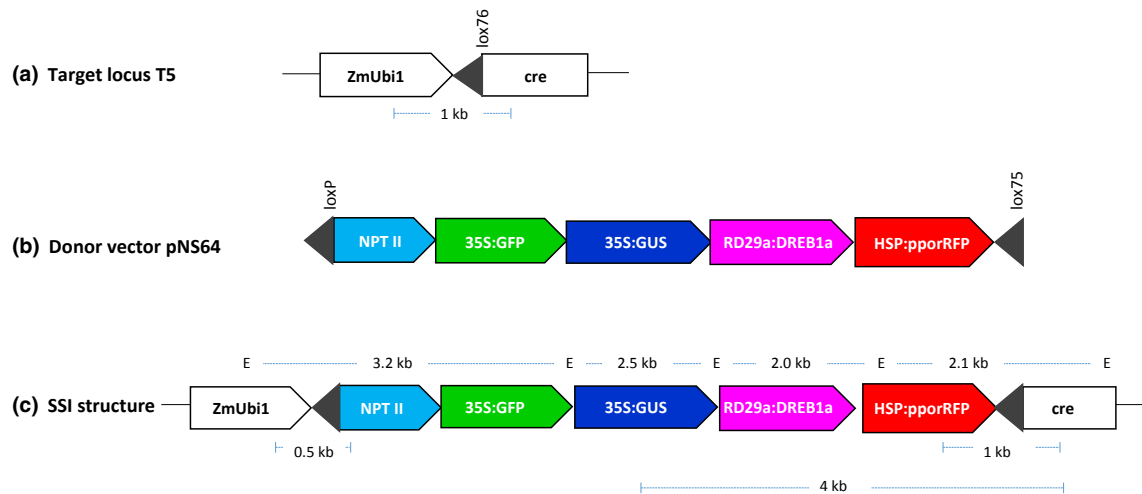 lox76
(a) Target locus T5
ZmUbi1
cre
1 kb
loxP
lox75
(b) Donor vector pNS64
NPT II
35S:GFP
35S:GUS
RD29a:DREB1a
HSP:pporRFP
E 3.2 kb E 2.5 kb E 2.0 kb E 2.1 kb E
(c) SSI structure
ZmUbi1
NPT II
35S:GFP
35S:GUS
RD29a:DREB1a
HSP:pporRFP
cre
0.5 kb
1 kb
4 kb